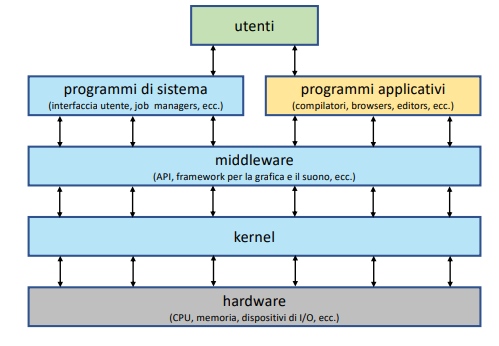 utenti
programmi di sistema
(interfaccia utente, job managers, ecc.)
programmi applicativi
(compilatori, browsers, editors, ecc.)
middleware
(API, framework per la grafica e il suono, ecc.)
kernel
hardware
(CPU, memoria, dispositivi di I/O, ecc.)